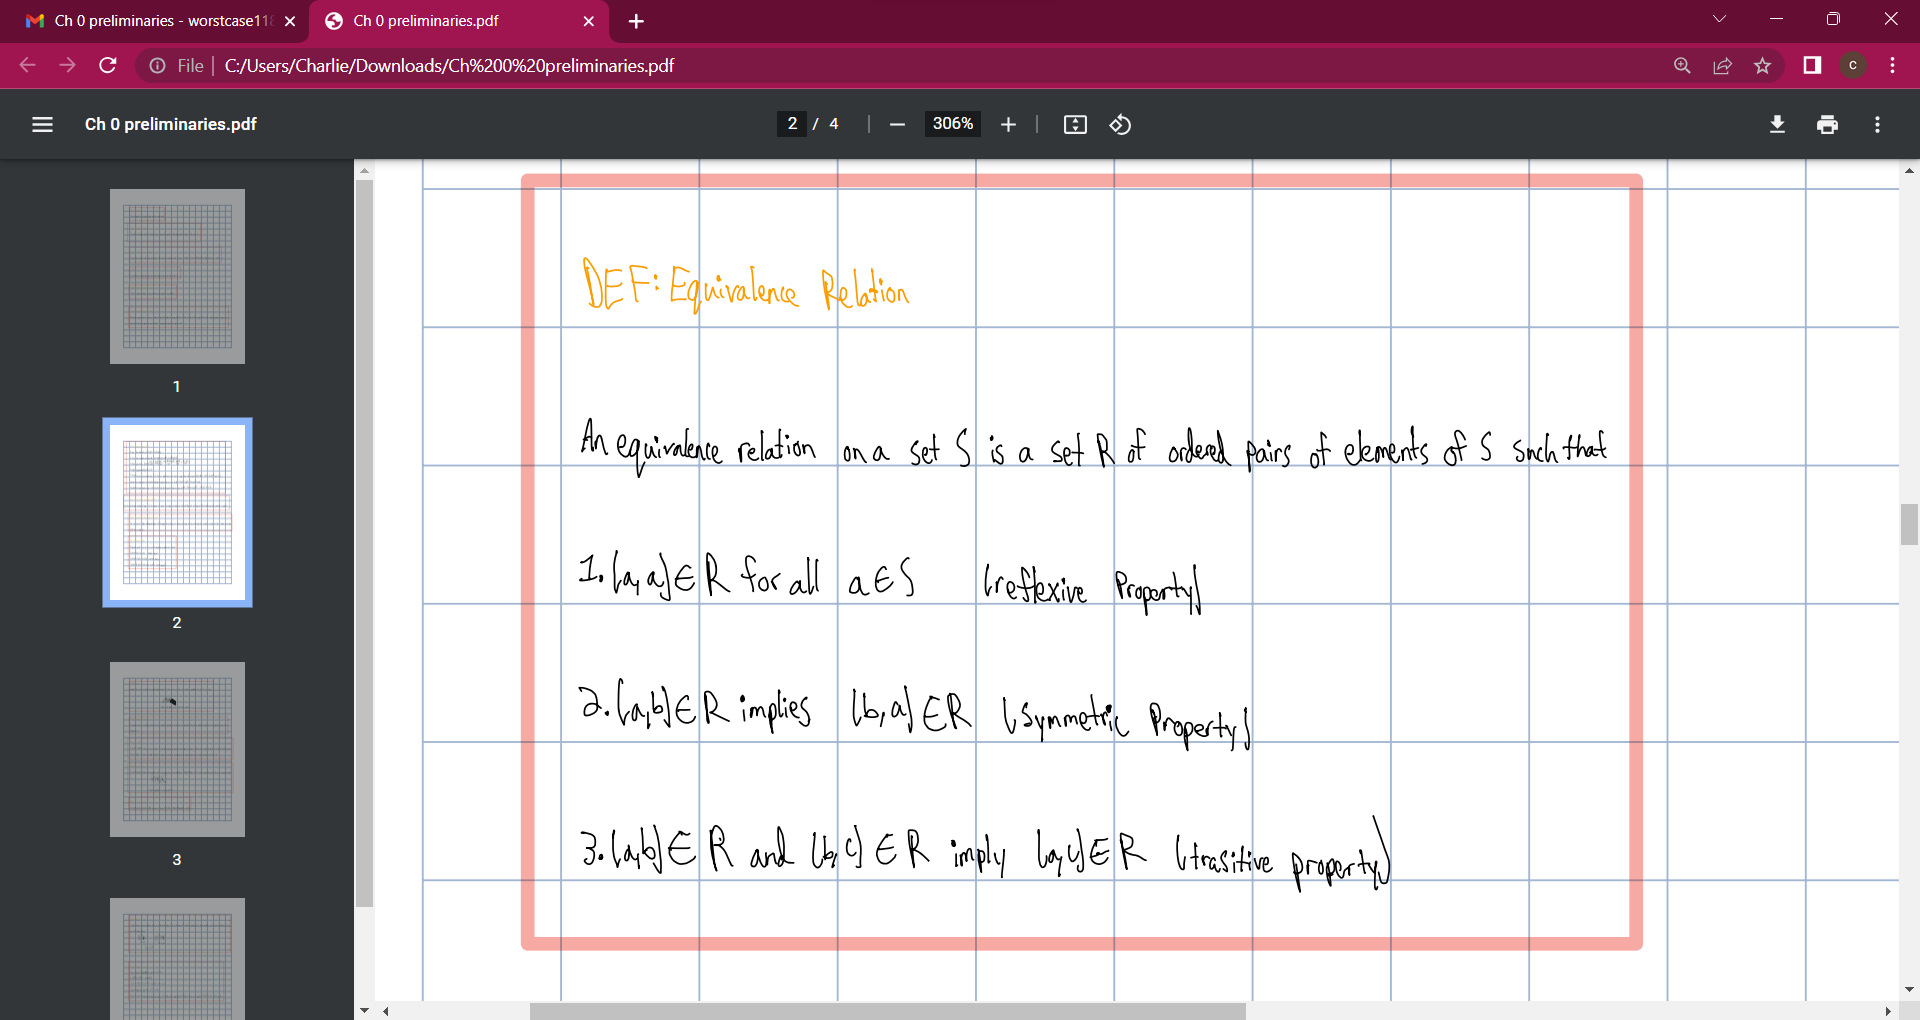 Ch 0 preliminaries - worstcase118
Ch 0 preliminaries.pdf
File | C:/Users/Charlie/Downloads/Ch%200%20preliminaries.pdf
c
Ch 0 preliminaries.pdf
2 / 4
306%
1
2
3
DEF: Equivalence Relation
An equivalence relation on a set S is a set R of ordered pairs of elements of S such that
1. (a,a)∈R for all a∈S (reflexive Property)
2. (a,b)∈R implies (b,a)∈R (symmetric Property)
3. (a,b)∈R and (b,c)∈R imply (a,c)∈R (trasitive property)